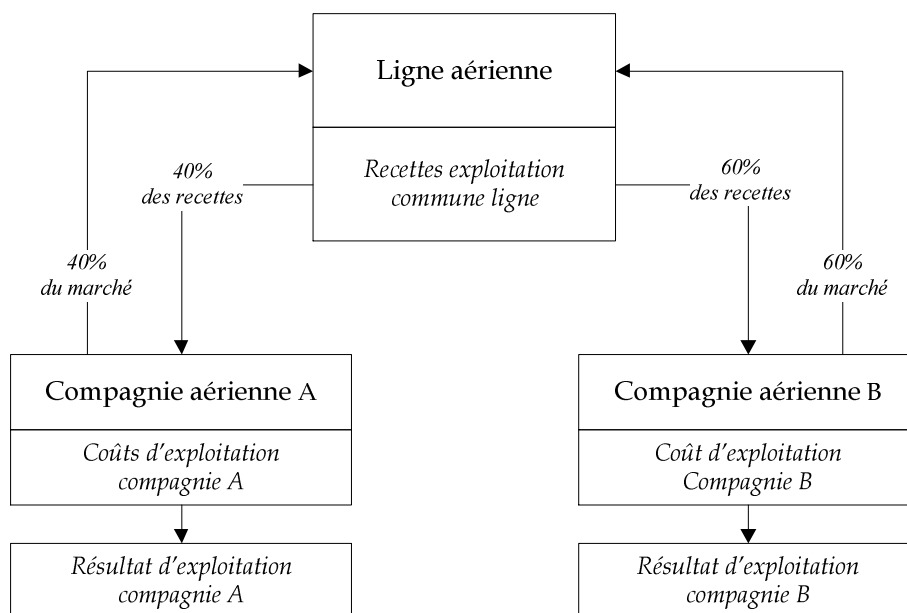 Ligne aérienne
Recettes exploitation
commune ligne
40%
des recettes
60%
des recettes
40%
du marché
60%
du marché
Compagnie aérienne A
Coûts d’exploitation
compagnie A
Résultat d’exploitation
compagnie A
Compagnie aérienne B
Coût d’exploitation
Compagnie B
Résultat d’exploitation
compagnie B